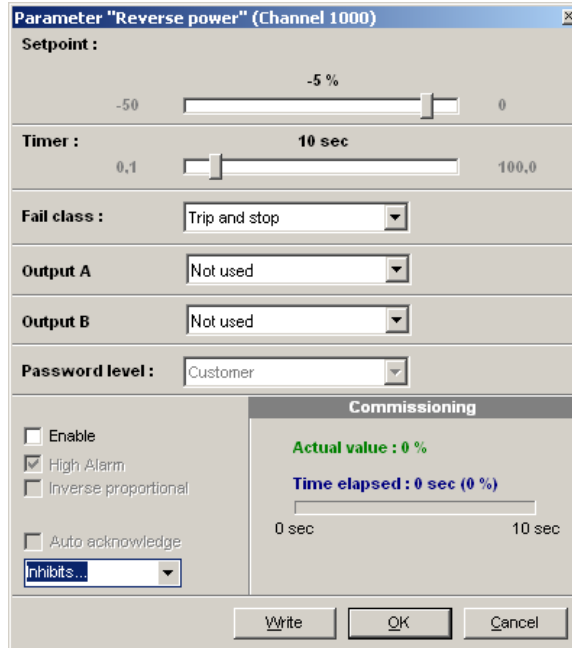 Parameter "Reverse power" (Channel 1000)
Setpoint :
-5 %
-50 0
Timer : 10 sec
0,1 100,0
Fail class : Trip and stop
Output A Not used
Output B Not used
Password level : Customer
Commissioning
Enable
Actual value : 0 %
High Alarm
Inverse proportional
Time elapsed : 0 sec (0 %)
0 sec 10 sec
Auto acknowledge
Inhibits...
Write OK Cancel